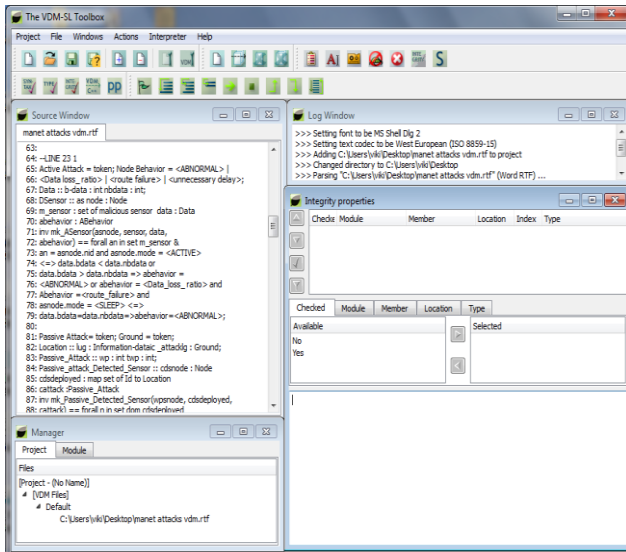 The VDM-SL Toolbox
Project File Windows Actions Interpreter Help
Source Window
manet attacks vdm.rtf
63:
64: --LINE 23 1
65: Active Attack = token; Node Behavior = <ABNORMAL> |
66: <Data loss_ ratio> | <route failure> | <unnecessary delay>;
67: Data :: b-data : int nbdata : int;
68: DSensor :: as node : Node
69: m_sensor : set of malicious sensor data : Data
70: abehavior : ABehavior
71: inv mk_ASensor(asnode, sensor, data,
72: abehavior) == forall an in set m_sensor &
73: an = asnode.nid and asnode.mode = <ACTIVE>
74: <=> data.bdata < data.nbdata or
75: data.bdata > data.nbdata => abehavior =
76: <ABNORMAL> or abehavior = <Data_loss_ ratio> and
77: Abehavior =<route_failure> and
78: asnode.mode = <SLEEP> <=>
79: data.bdata=data.nbdata=>abehavior=<ABNORMAL>;
80:
81: Passive Attack= token; Ground = token;
82: Location :: lug : Information-dataic _attacklg : Ground;
83: Passive_Attack :: wp : int twp : int;
84: Passive_attack_Detected_Sensor :: cdsnode : Node
85: cdsdeployed : map set of Id to Location
86: cattack :Passive_Attack
87: inv mk_Passive_Detected_Sensor(wpsnode, cdsdeployed,
88: cattack) == forall n in set dom cdsdeployed
Log Window
>>> Setting font to be MS Shell Dlg 2
>>> Setting text codec to be West European (ISO 8859-15)
>>> Adding C:\Users\viki\Desktop\manet attacks vdm.rtf to project
>>> Changed directory to C:\Users\viki\Desktop
>>> Parsing "C:\Users\viki\Desktop\manet attacks vdm.rtf" (Word RTF) ...
Integrity properties
Checke Module Member Location Index Type
Checked Module Member Location Type
Available Selected
No
Yes
Manager
Project Module
Files
[Project - (No Name)]
[VDM Files]
Default
C:\Users\viki\Desktop\manet attacks vdm.rtf